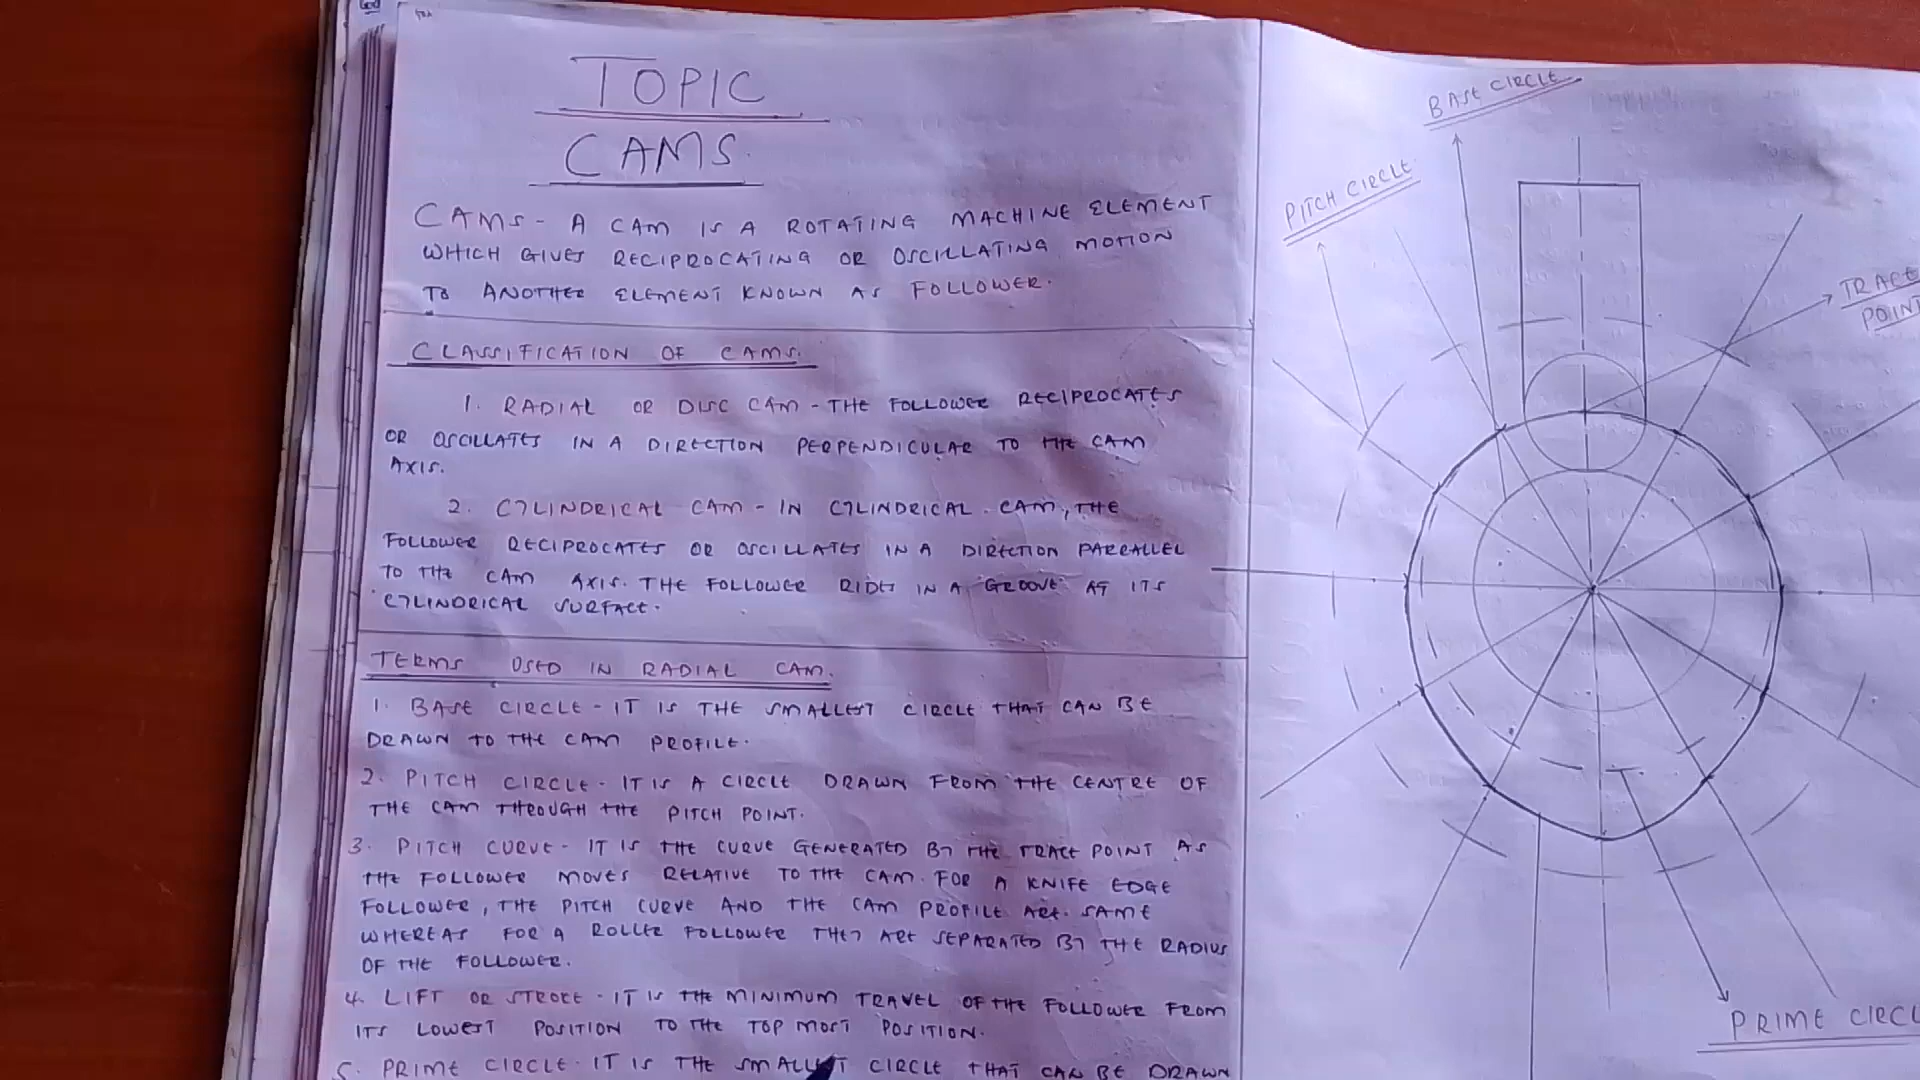 TOPIC
CAMS.
CAMS - A CAM IS A ROTATING MACHINE ELEMENT
WHICH GIVES RECIPROCATING OR OSCILLATING MOTION
TO ANOTHER ELEMENT KNOWN AS FOLLOWER.
CLASSIFICATION OF CAMS.
1. RADIAL OR DISC CAM - THE FOLLOWER RECIPROCATES
OR OSCILLATES IN A DIRECTION PERPENDICULAR TO THE CAM
AXIS.
2. CYLINDRICAL CAM - IN CYLINDRICAL CAM, THE
FOLLOWER RECIPROCATES OR OSCILLATES IN A DIRECTION PARRALLEL
TO THE CAM AXIS. THE FOLLOWER RIDES IN A GROOVE AT ITS
CYLINDRICAL SURFACE.
TERMS USED IN RADIAL CAM.
1. BASE CIRCLE - IT IS THE SMALLEST CIRCLE THAT CAN BE
DRAWN TO THE CAM PROFILE.
2. PITCH CIRCLE - IT IS A CIRCLE DRAWN FROM THE CENTRE OF
THE CAM THROUGH THE PITCH POINT.
3. PITCH CURVE - IT IS THE CURVE GENERATED BY THE TRACE POINT AS
THE FOLLOWER MOVES RELATIVE TO THE CAM. FOR A KNIFE EDGE
FOLLOWER, THE PITCH CURVE AND THE CAM PROFILE ARE SAME
WHEREAS FOR A ROLLER FOLLOWER THEY ARE SEPARATED BY THE RADIUS
OF THE FOLLOWER.
4. LIFT OR STROKE - IT IS THE MINIMUM TRAVEL OF THE FOLLOWER FROM
ITS LOWEST POSITION TO THE TOP MOST POSITION.
5. PRIME CIRCLE - IT IS THE SMALLEST CIRCLE THAT CAN BE DRAWN
BASE CIRCLE
PITCH CIRCLE
TRACE
POINT
PRIME CIRCL